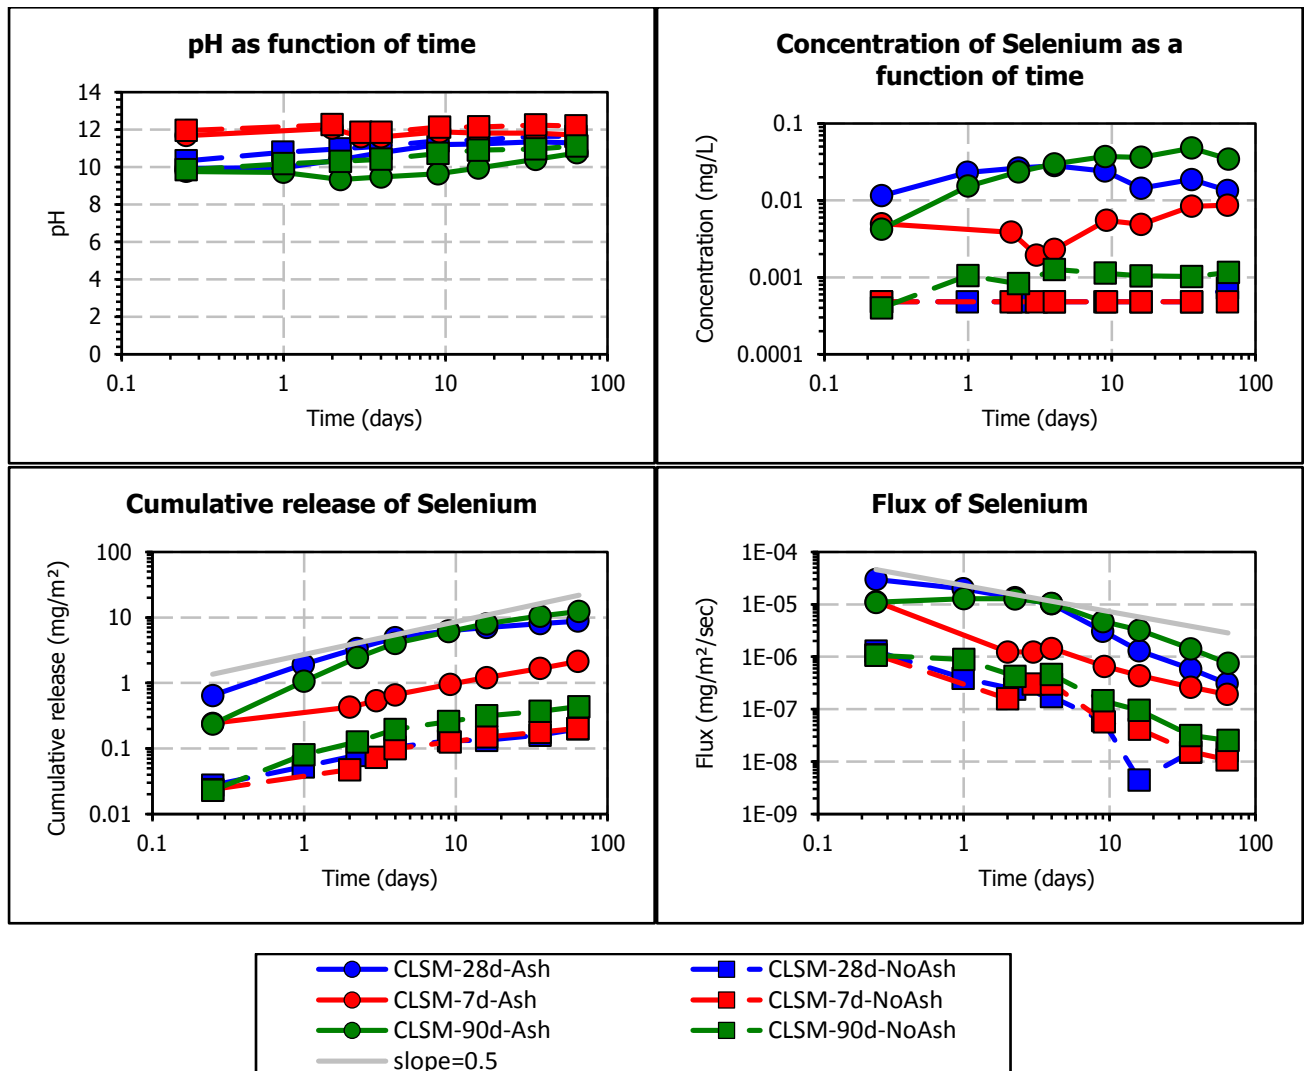 pH as function of time
14
12
10
8
6
4
2
0
pH
0.1 1 10 100
Time (days)
Concentration of Selenium as a
function of time
0.1
0.01
0.001
0.0001
Concentration (mg/L)
0.1 1 10 100
Time (days)
Cumulative release of Selenium
100
10
1
0.1
0.01
Cumulative release (mg/m²)
0.1 1 10 100
Time (days)
Flux of Selenium
1E-04
1E-05
1E-06
1E-07
1E-08
1E-09
Flux (mg/m²/sec)
0.1 1 10 100
Time (days)
CLSM-28d-Ash CLSM-28d-NoAsh
CLSM-7d-Ash CLSM-7d-NoAsh
CLSM-90d-Ash CLSM-90d-NoAsh
slope=0.5